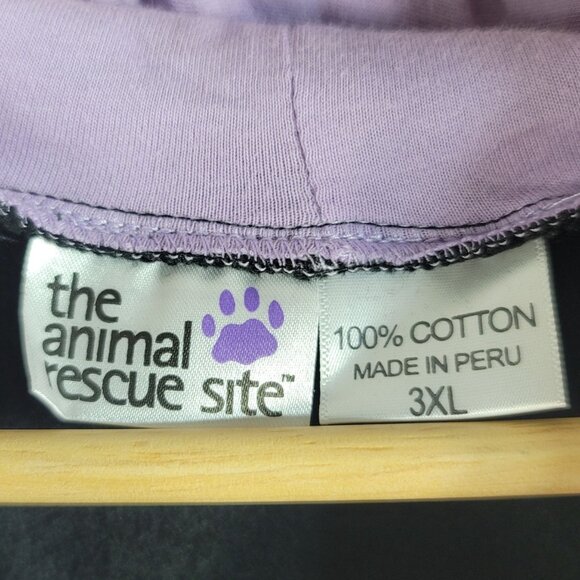 the
animal
rescue site™
100% COTTON
MADE IN PERU
3XL